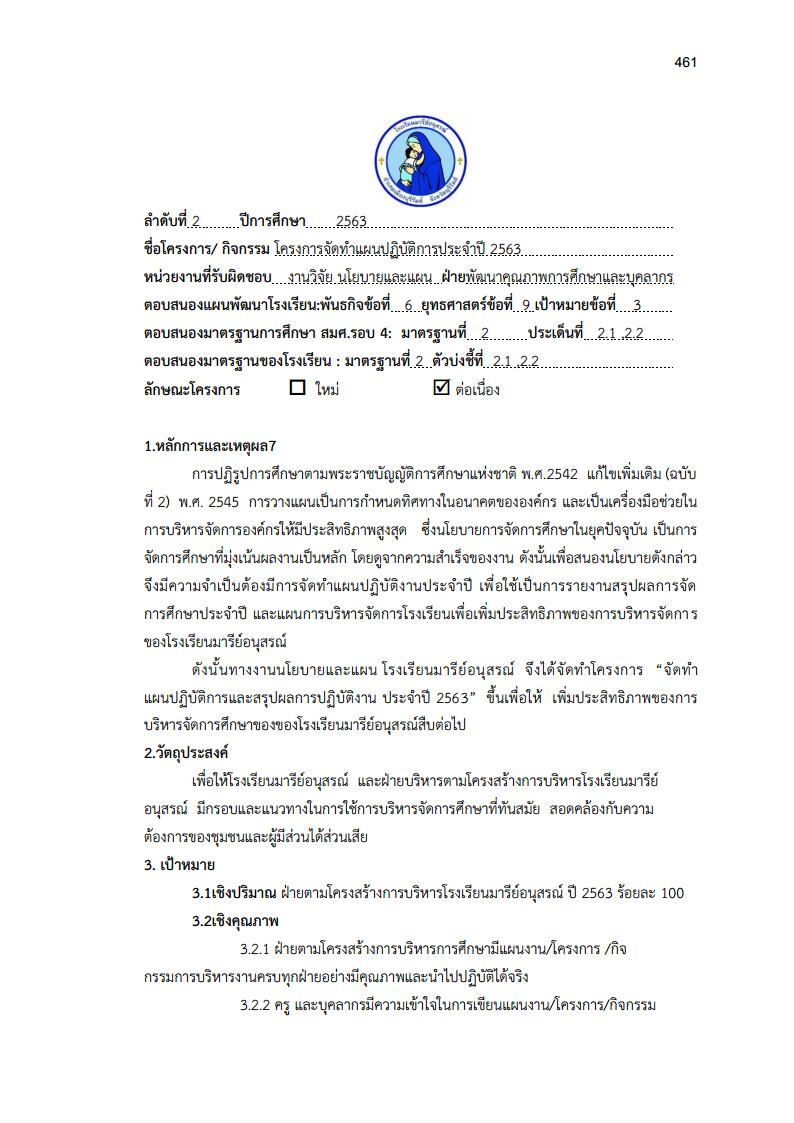 461
โรงเรียนมารีย์อนุสรณ์
อำเภอเมืองบุรีรัมย์ จังหวัดบุรีรัมย์
ลำดับที่ 2 ปีการศึกษา 2563
ชื่อโครงการ/ กิจกรรม โครงการจัดทำแผนปฏิบัติการประจำปี 2563
หน่วยงานที่รับผิดชอบ งานวิจัย นโยบายและแผน ฝ่ายพัฒนาคุณภาพการศึกษาและบุคลากร
ตอบสนองแผนพัฒนาโรงเรียน:พันธกิจข้อที่ 6 ยุทธศาสตร์ข้อที่ 9 เป้าหมายข้อที่ 3
ตอบสนองมาตรฐานการศึกษา สมศ.รอบ 4: มาตรฐานที่ 2 ประเด็นที่ 2.1 ,2.2
ตอบสนองมาตรฐานของโรงเรียน : มาตรฐานที่ 2 ตัวบ่งชี้ที่ 2.1 ,2.2
ลักษณะโครงการ ☐ ใหม่ ☑ ต่อเนื่อง
1.หลักการและเหตุผล7
การปฏิรูปการศึกษาตามพระราชบัญญัติการศึกษาแห่งชาติ พ.ศ.2542 แก้ไขเพิ่มเติม (ฉบับ
ที่ 2) พ.ศ. 2545 การวางแผนเป็นการกำหนดทิศทางในอนาคตขององค์กร และเป็นเครื่องมือช่วยใน
การบริหารจัดการองค์กรให้มีประสิทธิภาพสูงสุด ซึ่งนโยบายการจัดการศึกษาในยุคปัจจุบัน เป็นการ
จัดการศึกษาที่มุ่งเน้นผลงานเป็นหลัก โดยดูจากความสำเร็จของงาน ดังนั้นเพื่อสนองนโยบายดังกล่าว
จึงมีความจำเป็นต้องมีการจัดทำแผนปฏิบัติงานประจำปี เพื่อใช้เป็นการรายงานสรุปผลการจัด
การศึกษาประจำปี และแผนการบริหารจัดการโรงเรียนเพื่อเพิ่มประสิทธิภาพของการบริหารจัดการ
ของโรงเรียนมารีย์อนุสรณ์
ดังนั้นทางงานนโยบายและแผน โรงเรียนมารีย์อนุสรณ์ จึงได้จัดทำโครงการ “จัดทำ
แผนปฏิบัติการและสรุปผลการปฏิบัติงาน ประจำปี 2563” ขึ้นเพื่อให้ เพิ่มประสิทธิภาพของการ
บริหารจัดการศึกษาของของโรงเรียนมารีย์อนุสรณ์สืบต่อไป
2.วัตถุประสงค์
เพื่อให้โรงเรียนมารีย์อนุสรณ์ และฝ่ายบริหารตามโครงสร้างการบริหารโรงเรียนมารีย์
อนุสรณ์ มีกรอบและแนวทางในการใช้การบริหารจัดการศึกษาที่ทันสมัย สอดคล้องกับความ
ต้องการของชุมชนและผู้มีส่วนได้ส่วนเสีย
3. เป้าหมาย
3.1เชิงปริมาณ ฝ่ายตามโครงสร้างการบริหารโรงเรียนมารีย์อนุสรณ์ ปี 2563 ร้อยละ 100
3.2เชิงคุณภาพ
3.2.1 ฝ่ายตามโครงสร้างการบริหารการศึกษามีแผนงาน/โครงการ /กิจ
กรรมการบริหารงานครบทุกฝ่ายอย่างมีคุณภาพและนำไปปฏิบัติได้จริง
3.2.2 ครู และบุคลากรมีความเข้าใจในการเขียนแผนงาน/โครงการ/กิจกรรม